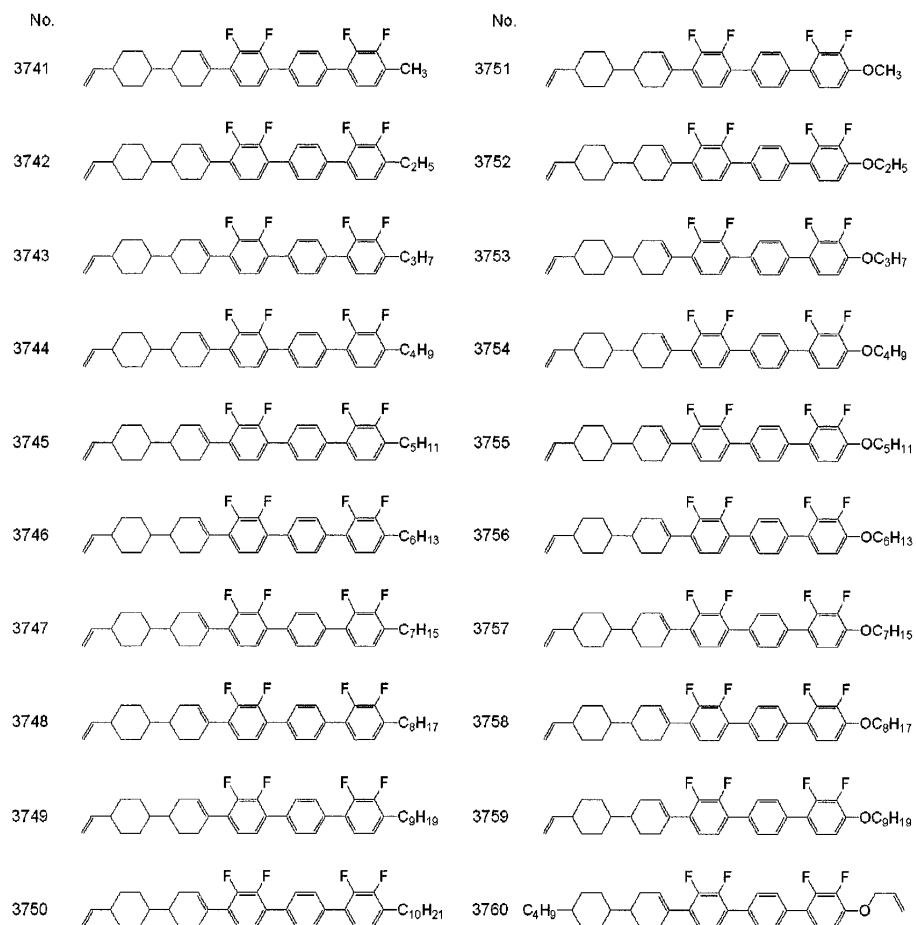 No. No.
3741 F F F F CH3 3751 F F F F OCH3
3742 F F F F C2H5 3752 F F F F OC2H5
3743 F F F F C3H7 3753 F F F F OC3H7
3744 F F F F C4H9 3754 F F F F OC4H9
3745 F F F F C5H11 3755 F F F F OC5H11
3746 F F F F C6H13 3756 F F F F OC6H13
3747 F F F F C7H15 3757 F F F F OC7H15
3748 F F F F C8H17 3758 F F F F OC8H17
3749 F F F F C9H19 3759 F F F F OC9H19
3750 F F F F C10H21 3760 C4H9 F F F F O